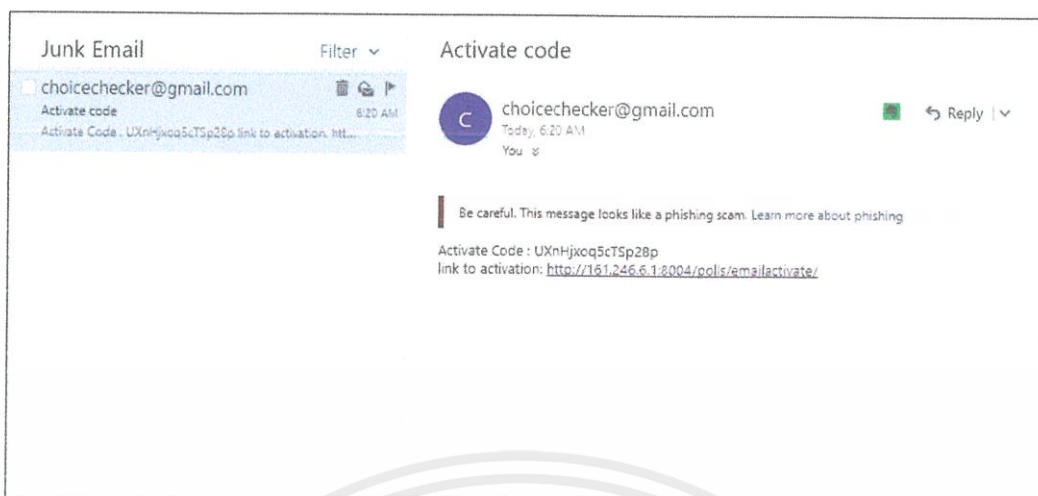 Junk Email
Filter
choicechecker@gmail.com
Activate code
6:20 AM
Activate Code : UXnHjxoq5cTSp28p link to activation: htt...
Activate code
C
choicechecker@gmail.com
Today, 6:20 AM
You
Reply
Be careful. This message looks like a phishing scam. Learn more about phishing
Activate Code : UXnHjxoq5cTSp28p
link to activation: http://161.246.6.1:8004/polls/emailactivate/